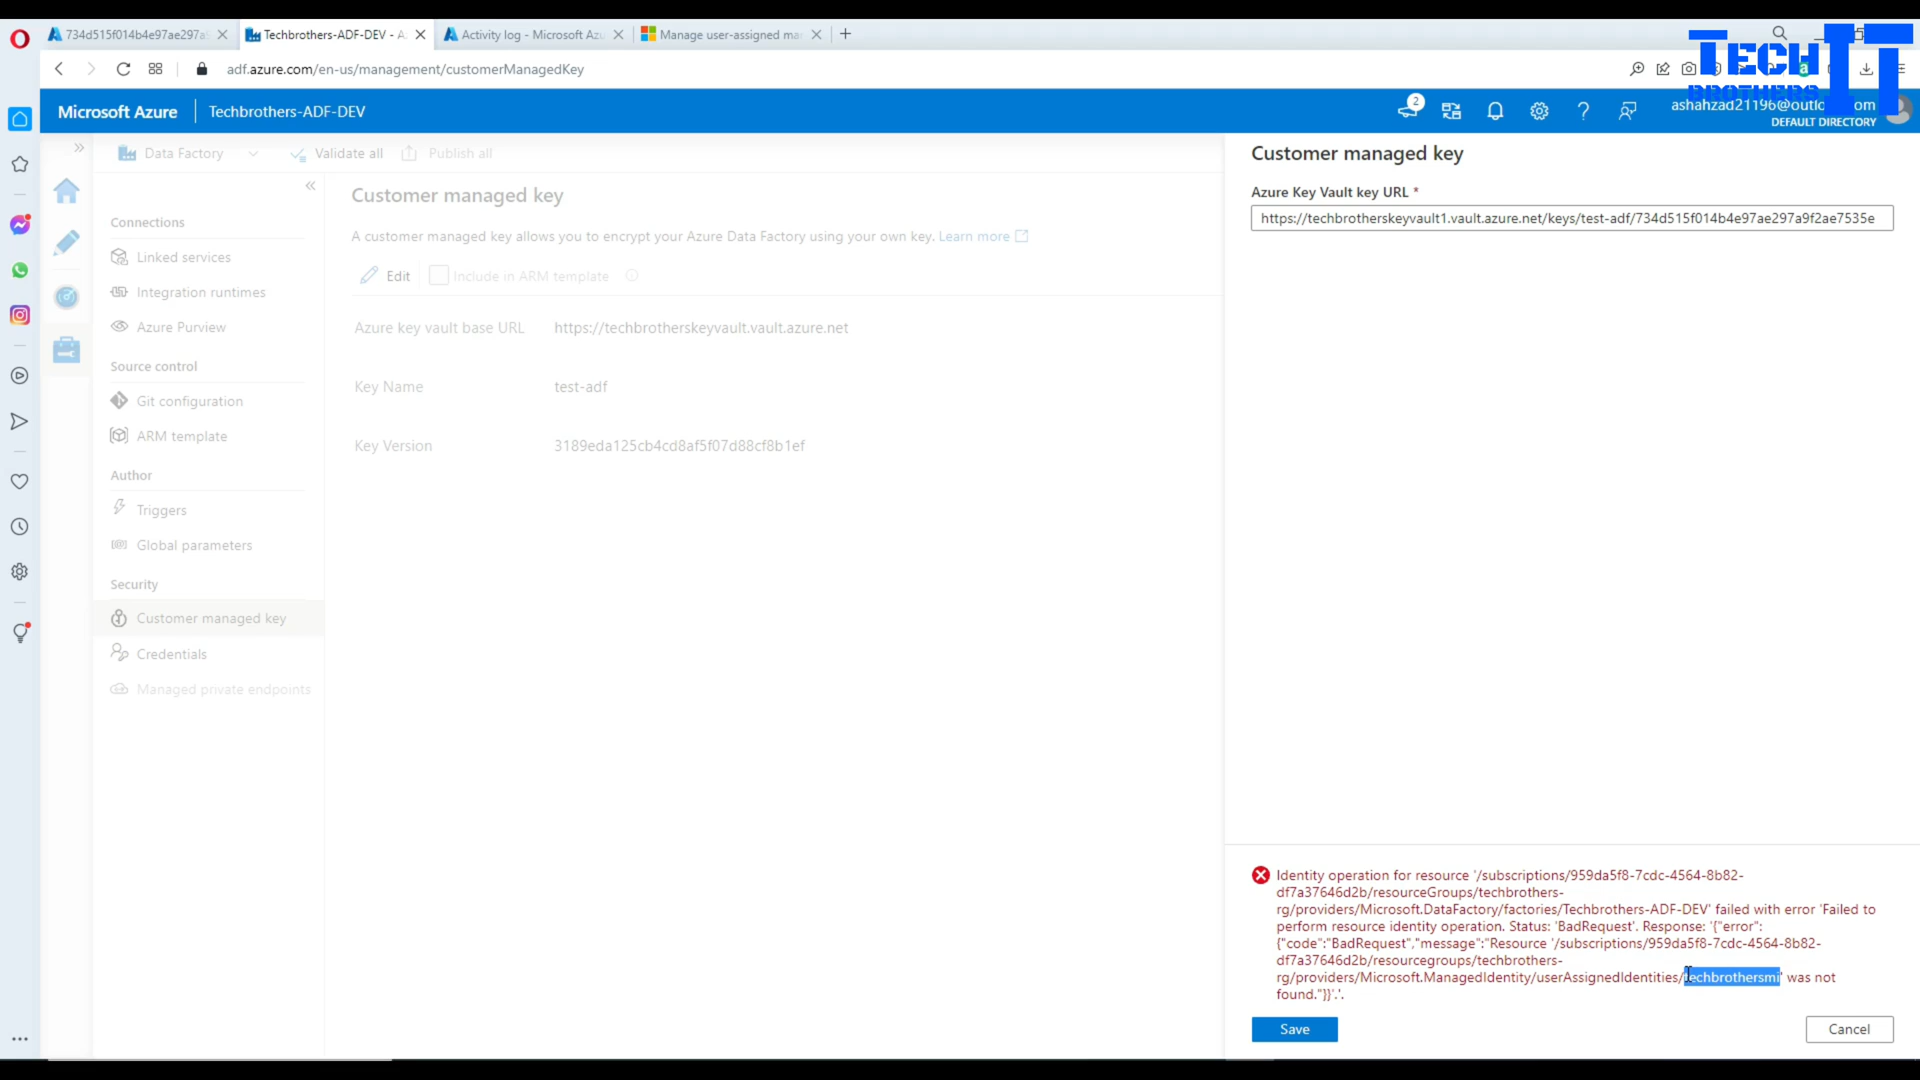 734d515f014b4e97ae297a
Techbrothers-ADF-DEV - A
Activity log - Microsoft Azu
Manage user-assigned ma
adf.azure.com/en-us/management/customerManagedKey
TECH IT
BROTHERS
Microsoft Azure
Techbrothers-ADF-DEV
2
ashahzad21196@outlo om
DEFAULT DIRECTORY
Data Factory
Validate all
Publish all
Connections
Linked services
Integration runtimes
Azure Purview
Source control
Git configuration
ARM template
Author
Triggers
Global parameters
Security
Customer managed key
Credentials
Managed private endpoints
Customer managed key
A customer managed key allows you to encrypt your Azure Data Factory using your own key. Learn more
Edit
Include in ARM template
Azure key vault base URL
https://techbrotherskeyvault.vault.azure.net
Key Name
test-adf
Key Version
3189eda125cb4cd8af5f07d88cf8b1ef
Customer managed key
Azure Key Vault key URL *
https://techbrotherskeyvault1.vault.azure.net/keys/test-adf/734d515f014b4e97ae297a9f2ae7535e
Identity operation for resource '/subscriptions/959da5f8-7cdc-4564-8b82-
df7a37646d2b/resourceGroups/techbrothers-
rg/providers/Microsoft.DataFactory/factories/Techbrothers-ADF-DEV' failed with error 'Failed to
perform resource identity operation. Status: 'BadRequest'. Response: '{"error":
{"code":"BadRequest","message":"Resource '/subscriptions/959da5f8-7cdc-4564-8b82-
df7a37646d2b/resourcegroups/techbrothers-
rg/providers/Microsoft.ManagedIdentity/userAssignedIdentities/techbrothersmi' was not
found."}}'.'.
Save
Cancel